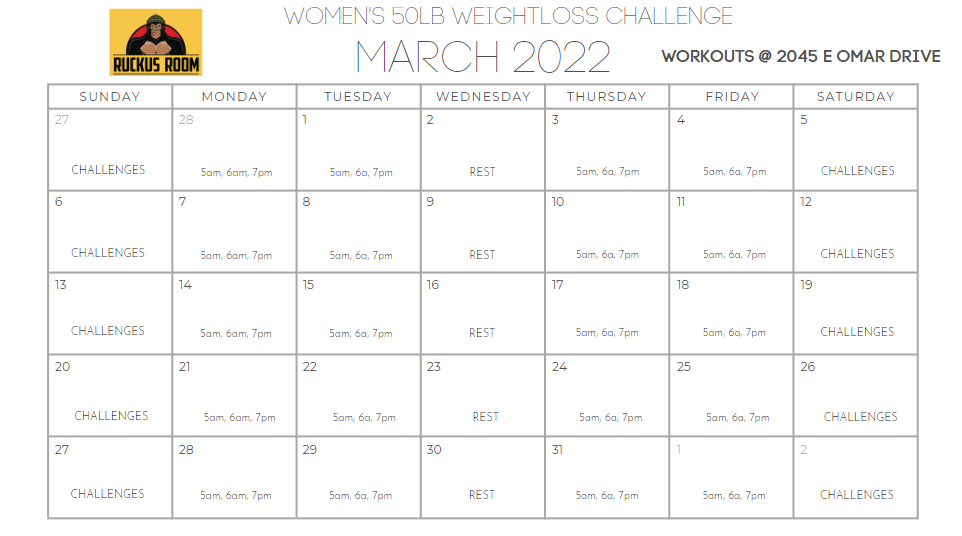 WOMEN'S 50LB WEIGHTLOSS CHALLENGE
RUCKUS ROOM
MARCH 2022
WORKOUTS @ 2045 E OMAR DRIVE
SUNDAY MONDAY TUESDAY WEDNESDAY THURSDAY FRIDAY SATURDAY
27 28 1 2 3 4 5
CHALLENGES 5am, 6am, 7pm 5am, 6a, 7pm REST 5am, 6a, 7pm 5am, 6a, 7pm CHALLENGES
6 7 8 9 10 11 12
CHALLENGES 5am, 6am, 7pm 5am, 6a, 7pm REST 5am, 6a, 7pm 5am, 6a, 7pm CHALLENGES
13 14 15 16 17 18 19
CHALLENGES 5am, 6am, 7pm 5am, 6a, 7pm REST 5am, 6a, 7pm 5am, 6a, 7pm CHALLENGES
20 21 22 23 24 25 26
CHALLENGES 5am, 6am, 7pm 5am, 6a, 7pm REST 5am, 6a, 7pm 5am, 6a, 7pm CHALLENGES
27 28 29 30 31 1 2
CHALLENGES 5am, 6am, 7pm 5am, 6a, 7pm REST 5am, 6a, 7pm 5am, 6a, 7pm CHALLENGES